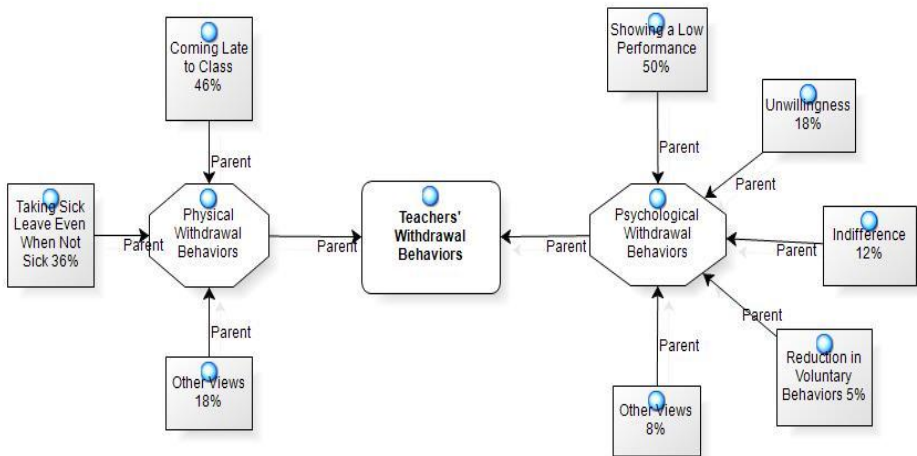 Coming Late
to Class
46%
Parent
Taking Sick
Leave Even
When Not
Sick 36%
Parent
Physical
Withdrawal
Behaviors
Parent
Parent
Other Views
18%
Teachers'
Withdrawal
Behaviors
Showing a Low
Performance
50%
Parent
Unwillingness
18%
Parent
Psychological
Withdrawal
Behaviors
Parent
Indifference
12%
Parent
Reduction in
Voluntary
Behaviors 5%
Parent
Other Views
8%
Parent